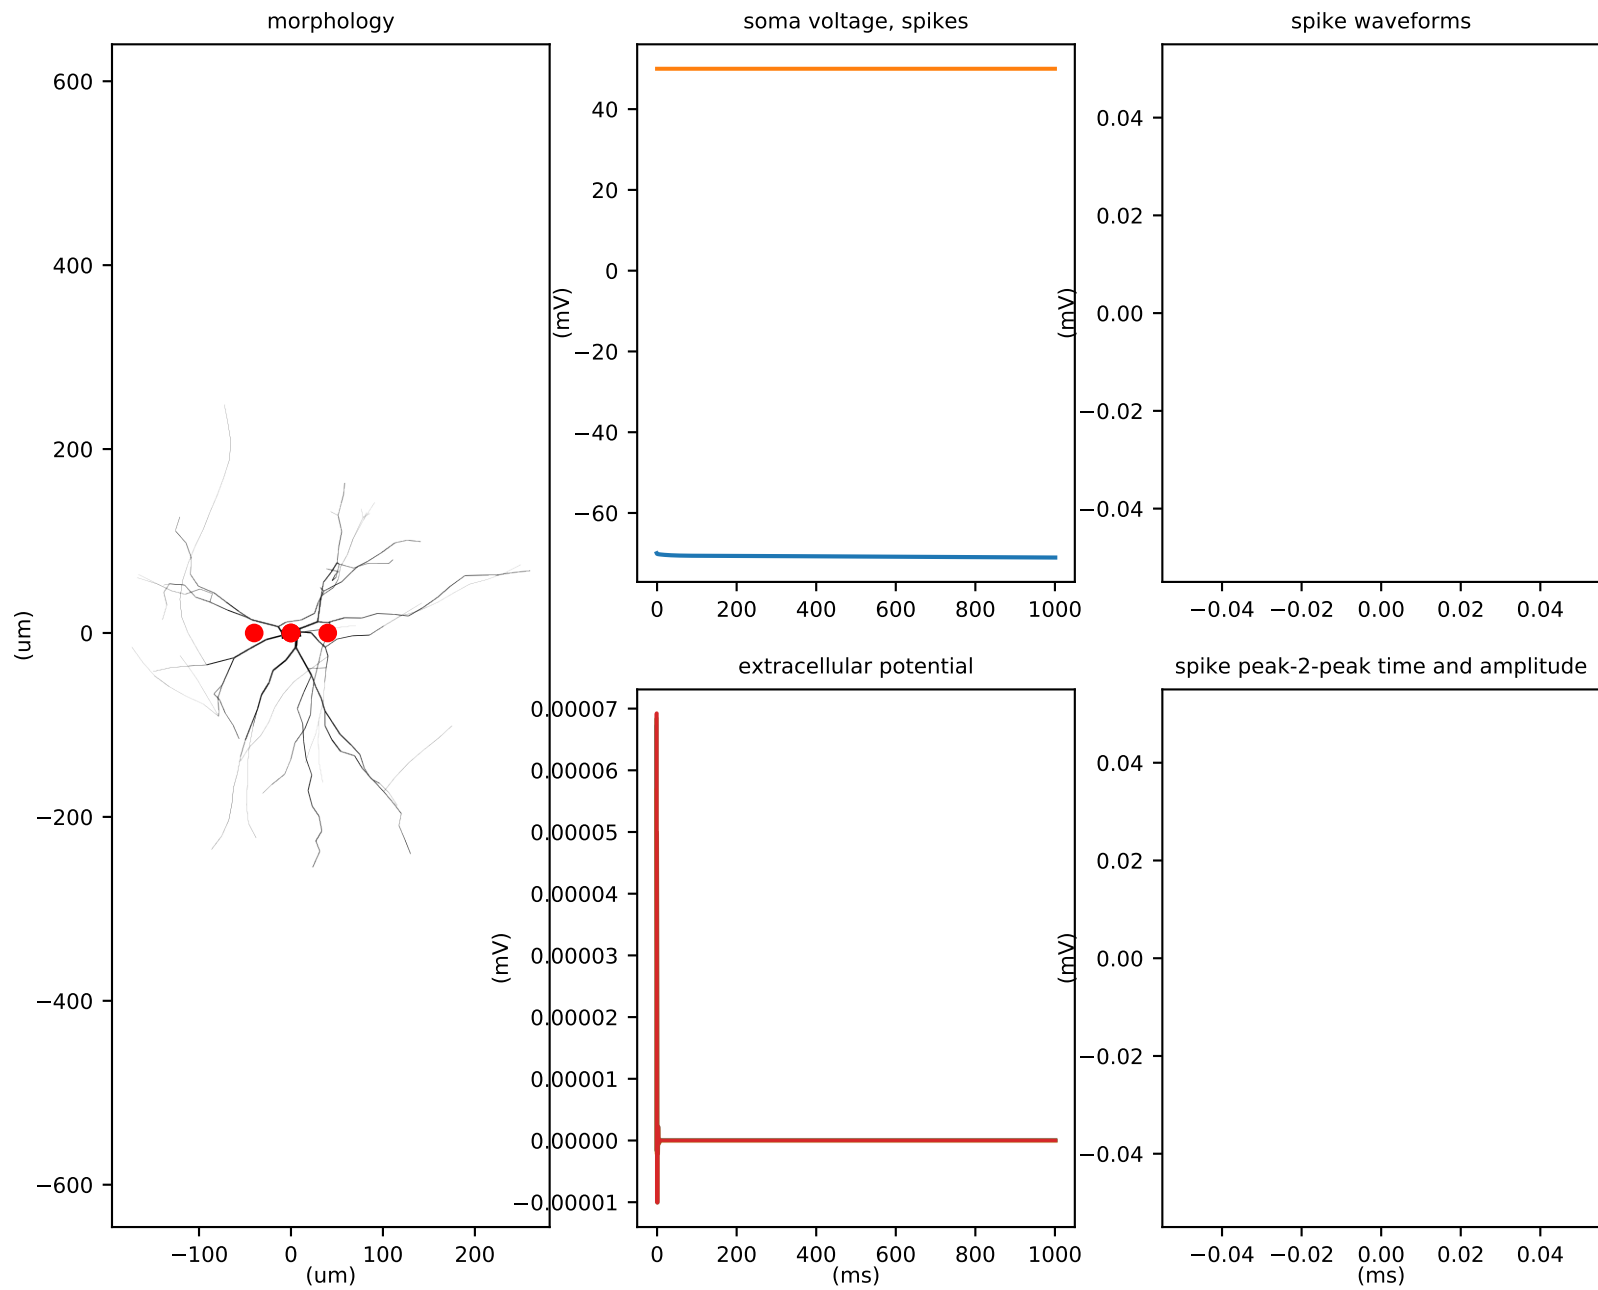 morphology
600
400
200
0
−200
−400
−600
(um)
−100 0 100 200
(um)
soma voltage, spikes
40
20
0
−20
−40
−60
(mV)
0 200 400 600 800 1000
spike waveforms
0.04
0.02
0.00
−0.02
−0.04
(mV)
−0.04 −0.02 0.00 0.02 0.04
extracellular potential
0.00007
0.00006
0.00005
0.00004
0.00003
0.00002
0.00001
0.00000
−0.00001
(mV)
0 200 400 600 800 1000
(ms)
spike peak-2-peak time and amplitude
0.04
0.02
0.00
−0.02
−0.04
(mV)
−0.04 −0.02 0.00 0.02 0.04
(ms)